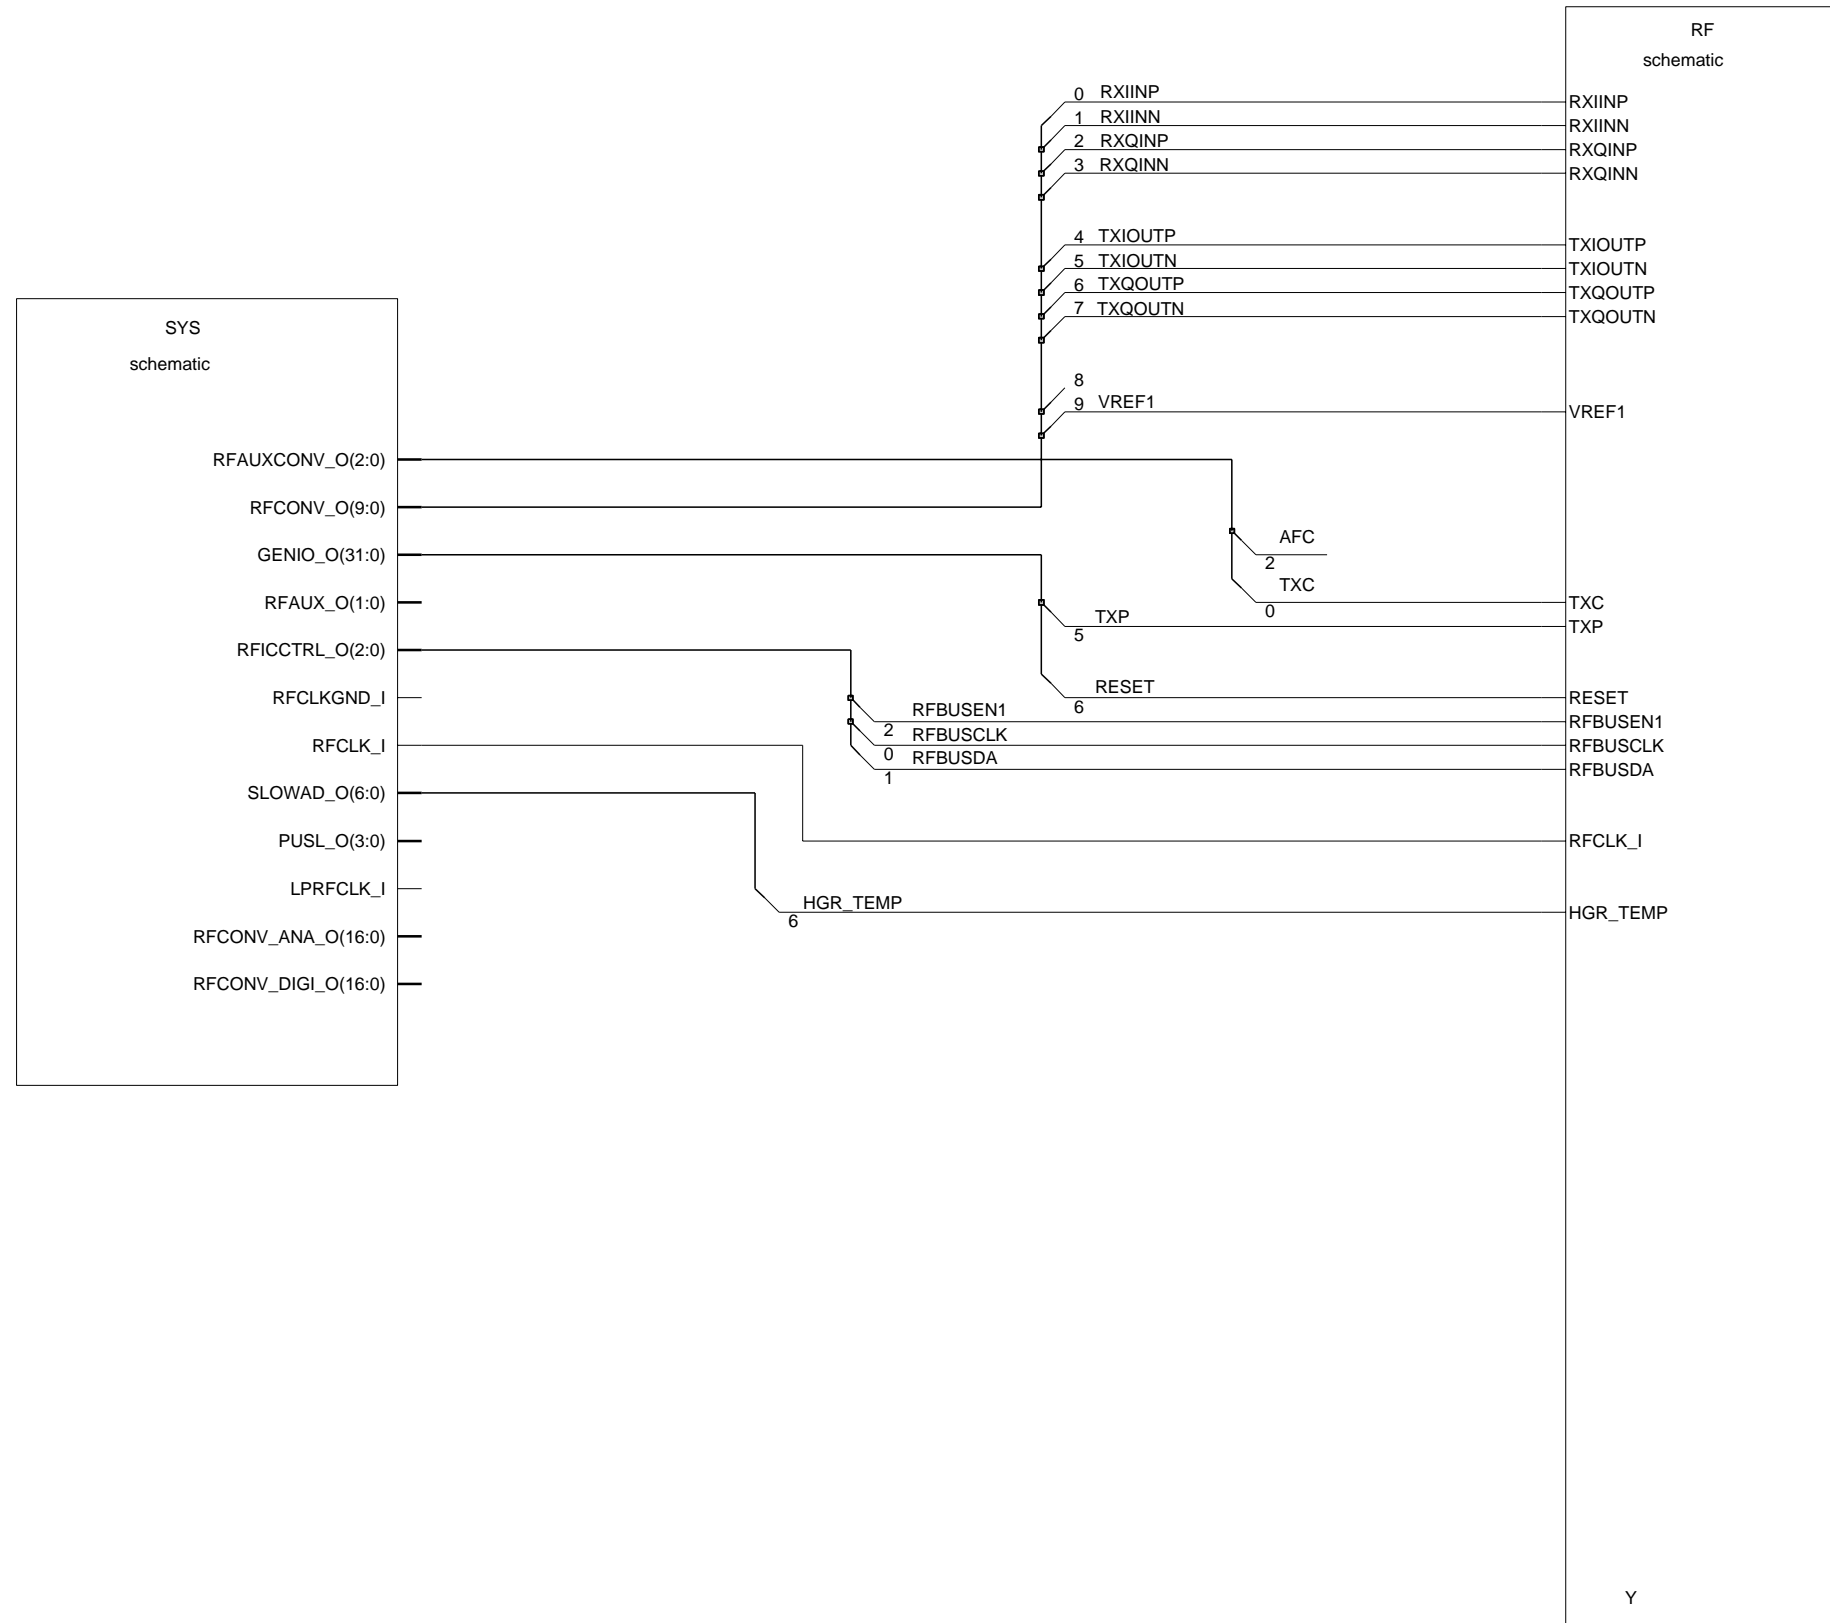 RF
schematic
0 RXIINP
RXIINP
1 RXIINN
RXIINN
2 RXQINP
RXQINP
3 RXQINN
RXQINN
4 TXIOUTP
TXIOUTP
5 TXIOUTN
TXIOUTN
6 TXQOUTP
TXQOUTP
7 TXQOUTN
TXQOUTN
8
9 VREF1
VREF1
SYS
schematic
RFAUXCONV_O(2:0)
RFCONV_O(9:0)
GENIO_O(31:0)
RFAUX_O(1:0)
RFICCTRL_O(2:0)
RFCLKGND_I
RFCLK_I
SLOWAD_O(6:0)
PUSL_O(3:0)
LPRFCLK_I
RFCONV_ANA_O(16:0)
RFCONV_DIGI_O(16:0)
AFC
2
TXC
0
TXC
TXP
5
TXP
RESET
6
RESET
RFBUSEN1
2
RFBUSEN1
RFBUSCLK
0
RFBUSCLK
RFBUSDA
1
RFBUSDA
RFCLK_I
HGR_TEMP
6
HGR_TEMP
Y